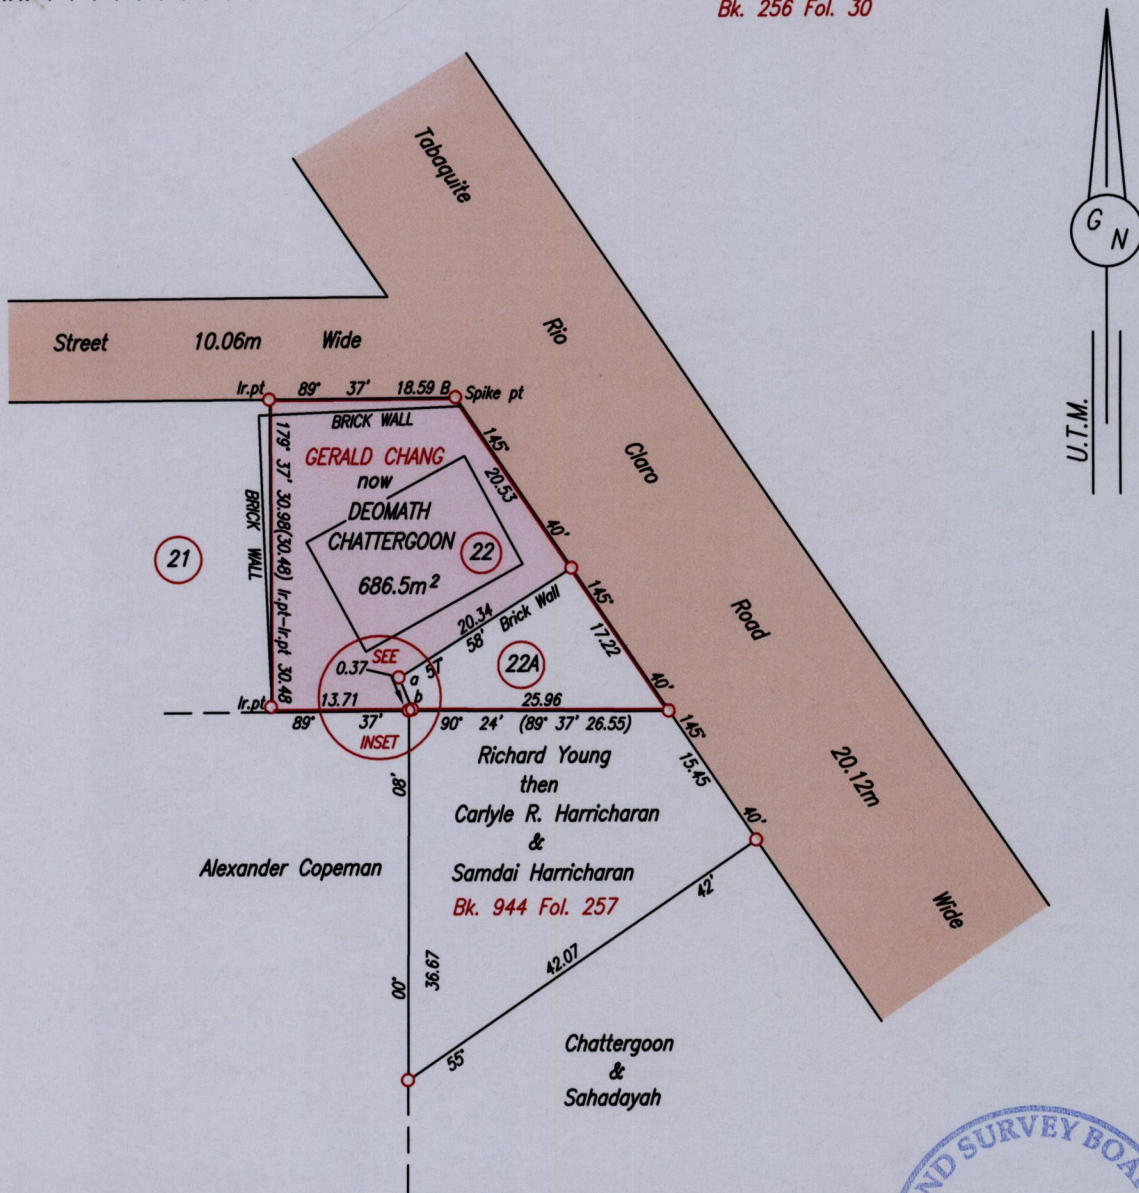 Bk. 256 Fol. 30
Tabaquite
G N
U.T.M.
Rio
Street 10.06m Wide
Ir.pt 89° 37' 18.59 B Spike pt
BRICK WALL
145° 20.53 40'
Claro
GERALD CHANG
now
DEOMATH
CHATTERGOON
22
686.5m²
179° 37' 30.98(30.48) Ir.pt-Ir.pt 30.48
BRICK WALL
21
145° 17.22 40'
Road
20.34 Brick Wall
58'
57°
22A
SEE
0.37
a
b
Ir.pt 13.71 25.96
89° 37' 90° 24' (89° 37' 26.55)
INSET
145° 15.45 40'
20.12m
Richard Young
then
Carlyle R. Harricharan
&
Samdai Harricharan
Bk. 944 Fol. 257
08'
Alexander Copeman
00° 36.67
42'
42.07
55°
Wide
Chattergoon
&
Sahadayah
ND SURVEY BOA